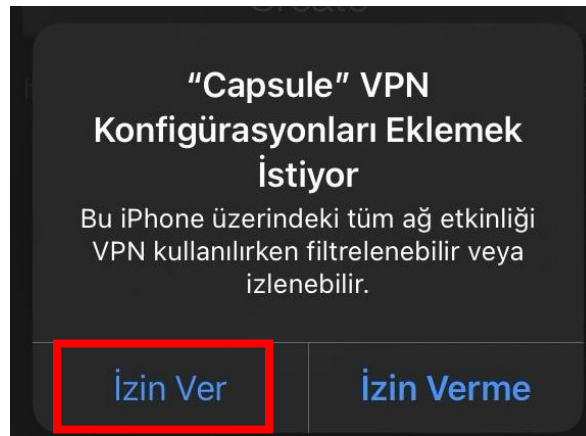 “Capsule” VPN
Konfigürasyonları Eklemek
İstiyor
Bu iPhone üzerindeki tüm ağ etkinliği
VPN kullanılırken filtrelenebilir veya
izlenebilir.
İzin Ver
İzin Verme